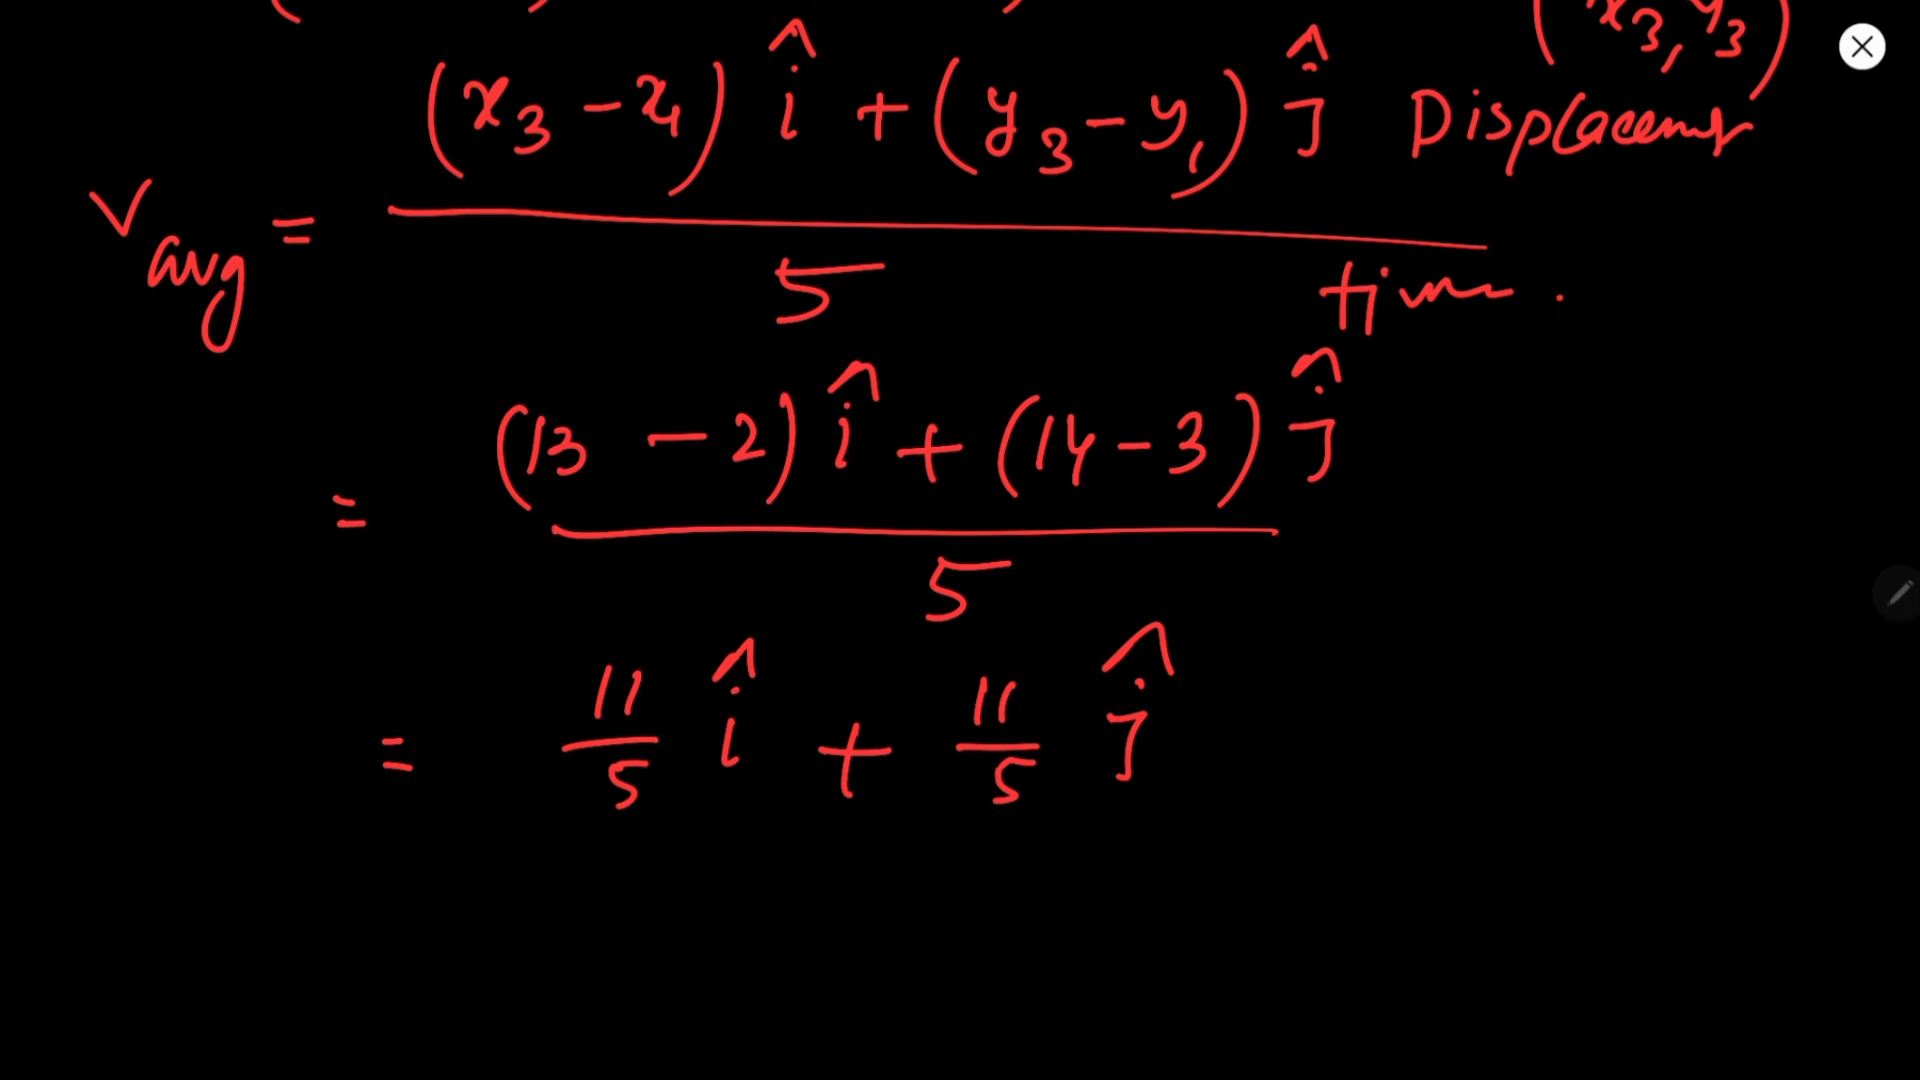 (x₃, y₃)
(x₃ - x₁) î + (y₃ - y₁) ĵ Displacement
Vavg = 
5 time.
= (13 - 2) î + (14 - 3) ĵ
5
= 11/5 î + 11/5 ĵ